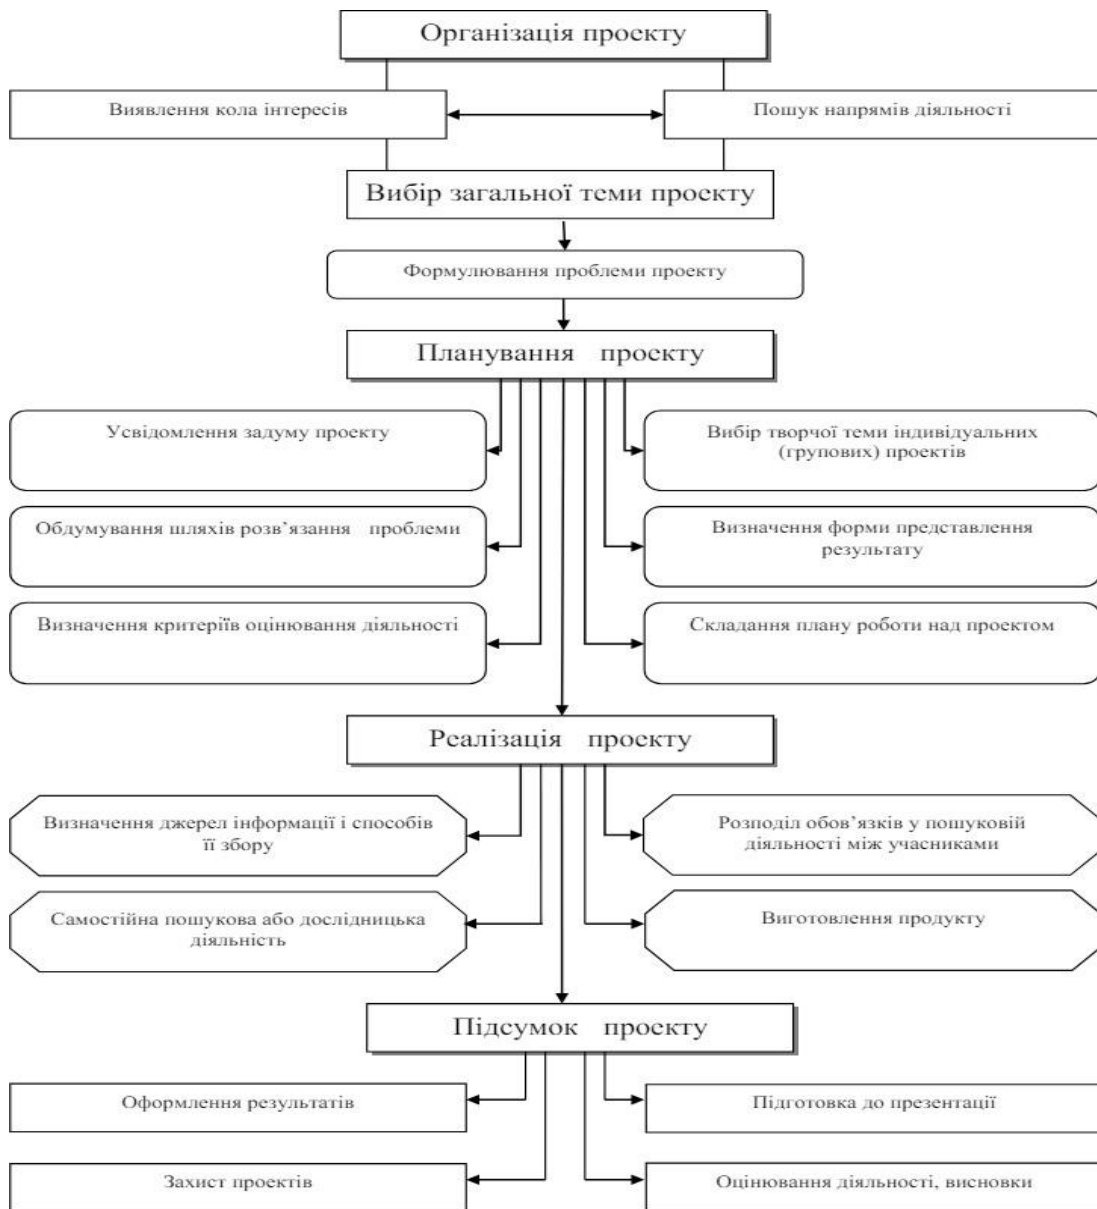 Організація проекту
Виявлення кола інтересів
Пошук напрямів діяльності
Вибір загальної теми проекту
Формулювання проблеми проекту
Планування проекту
Усвідомлення задуму проекту
Вибір творчої теми індивідуальних
(групових) проектів
Обдумування шляхів розв’язання проблеми
Визначення форми представлення
результату
Визначення критеріїв оцінювання діяльності
Складання плану роботи над проектом
Реалізація проекту
Визначення джерел інформації і способів
її збору
Розподіл обов’язків у пошуковій
діяльності між учасниками
Самостійна пошукова або дослідницька
діяльність
Виготовлення продукту
Підсумок проекту
Оформлення результатів
Підготовка до презентації
Захист проектів
Оцінювання діяльності, висновки